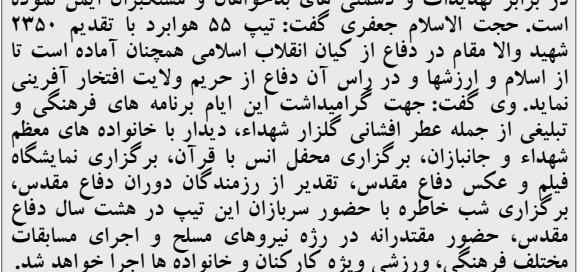 در برابر تهدیدات و دشمنی های بدخواهان و مستکبران ایمن نموده
است. حجت الاسلام جعفری گفت: تیپ ۵۵ هوابرد با تقدیم ۲۳۵۰
شهید والا مقام در دفاع از کیان انقلاب اسلامی همچنان آماده است تا
از اسلام و ارزشها و در راس آن دفاع از حریم ولایت افتخار آفرینی
نماید. وی گفت: جهت گرامیداشت این ایام برنامه های فرهنگی و
تبلیغی از جمله عطر افشانی گلزار شهداء، دیدار با خانواده های معظم
شهداء و جانبازان، برگزاری محفل انس با قرآن، برگزاری نمایشگاه
فیلم و عکس دفاع مقدس، تقدیر از رزمندگان دوران دفاع مقدس،
برگزاری شب خاطره با حضور سربازان این تیپ در هشت سال دفاع
مقدس، حضور مقتدرانه در رژه نیروهای مسلح و اجرای مسابقات
مختلف فرهنگی، ورزشی ویژه کارکنان و خانواده ها اجرا خواهد شد.